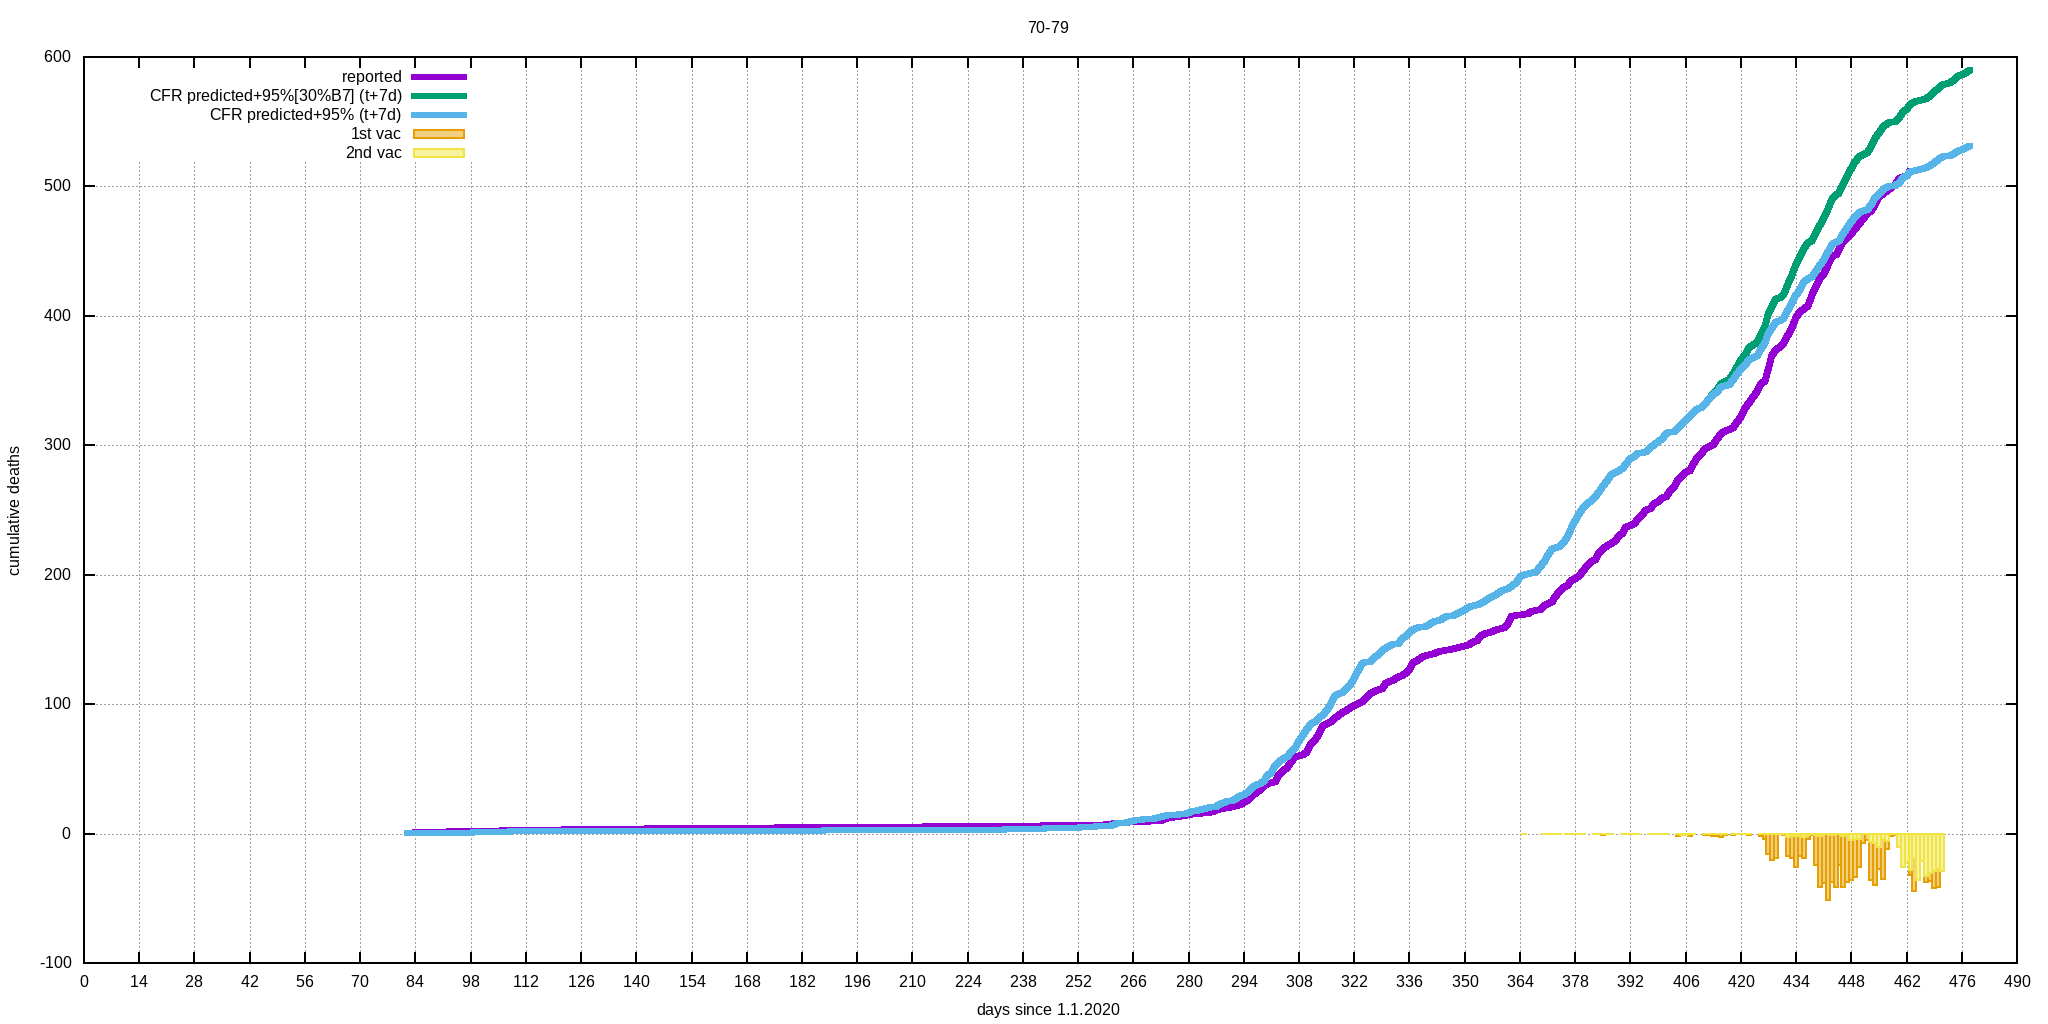 70-79
600
reported
CFR predicted+95%[30%B7] (t+7d)
CFR predicted+95% (t+7d)
1st vac
2nd vac
500
400
300
200
100
0
-100
cumulative deaths
0 14 28 42 56 70 84 98 112 126 140 154 168 182 196 210 224 238 252 266 280 294 308 322 336 350 364 378 392 406 420 434 448 462 476 490
days since 1.1.2020